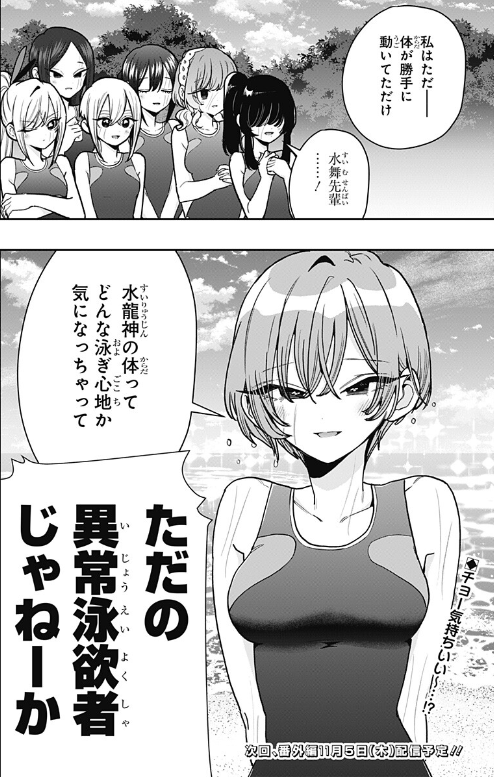 私はただ――
体が勝手に
動いてただけ
水舞先輩
……！
水龍神の体って
どんな泳ぎ心地か
気になっちゃって
ただの
異常泳欲者
じゃねーか
◆チョー気持ちいい～…!?
次回、番外編11月5日(木)配信予定!!